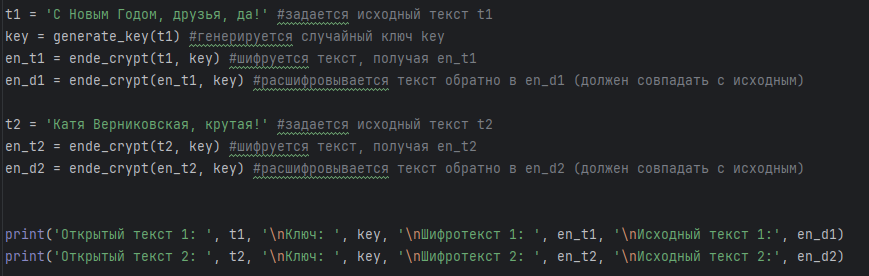 t1 = 'С Новым Годом, друзья, да!' #задается исходный текст t1
key = generate_key(t1) #генерируется случайный ключ key
en_t1 = ende_crypt(t1, key) #шифруется текст, получая en_t1
en_d1 = ende_crypt(en_t1, key) #расшифровывается текст обратно в en_d1 (должен совпадать с исходным)
t2 = 'Катя Верниковская, крутая!' #задается исходный текст t2
en_t2 = ende_crypt(t2, key) #шифруется текст, получая en_t2
en_d2 = ende_crypt(en_t2, key) #расшифровывается текст обратно в en_d2 (должен совпадать с исходным)
print('Открытый текст 1: ', t1, '\nКлюч: ', key, '\nШифротекст 1: ', en_t1, '\nИсходный текст 1:', en_d1)
print('Открытый текст 2: ', t2, '\nКлюч: ', key, '\nШифротекст 2: ', en_t2, '\nИсходный текст 2:', en_d2)